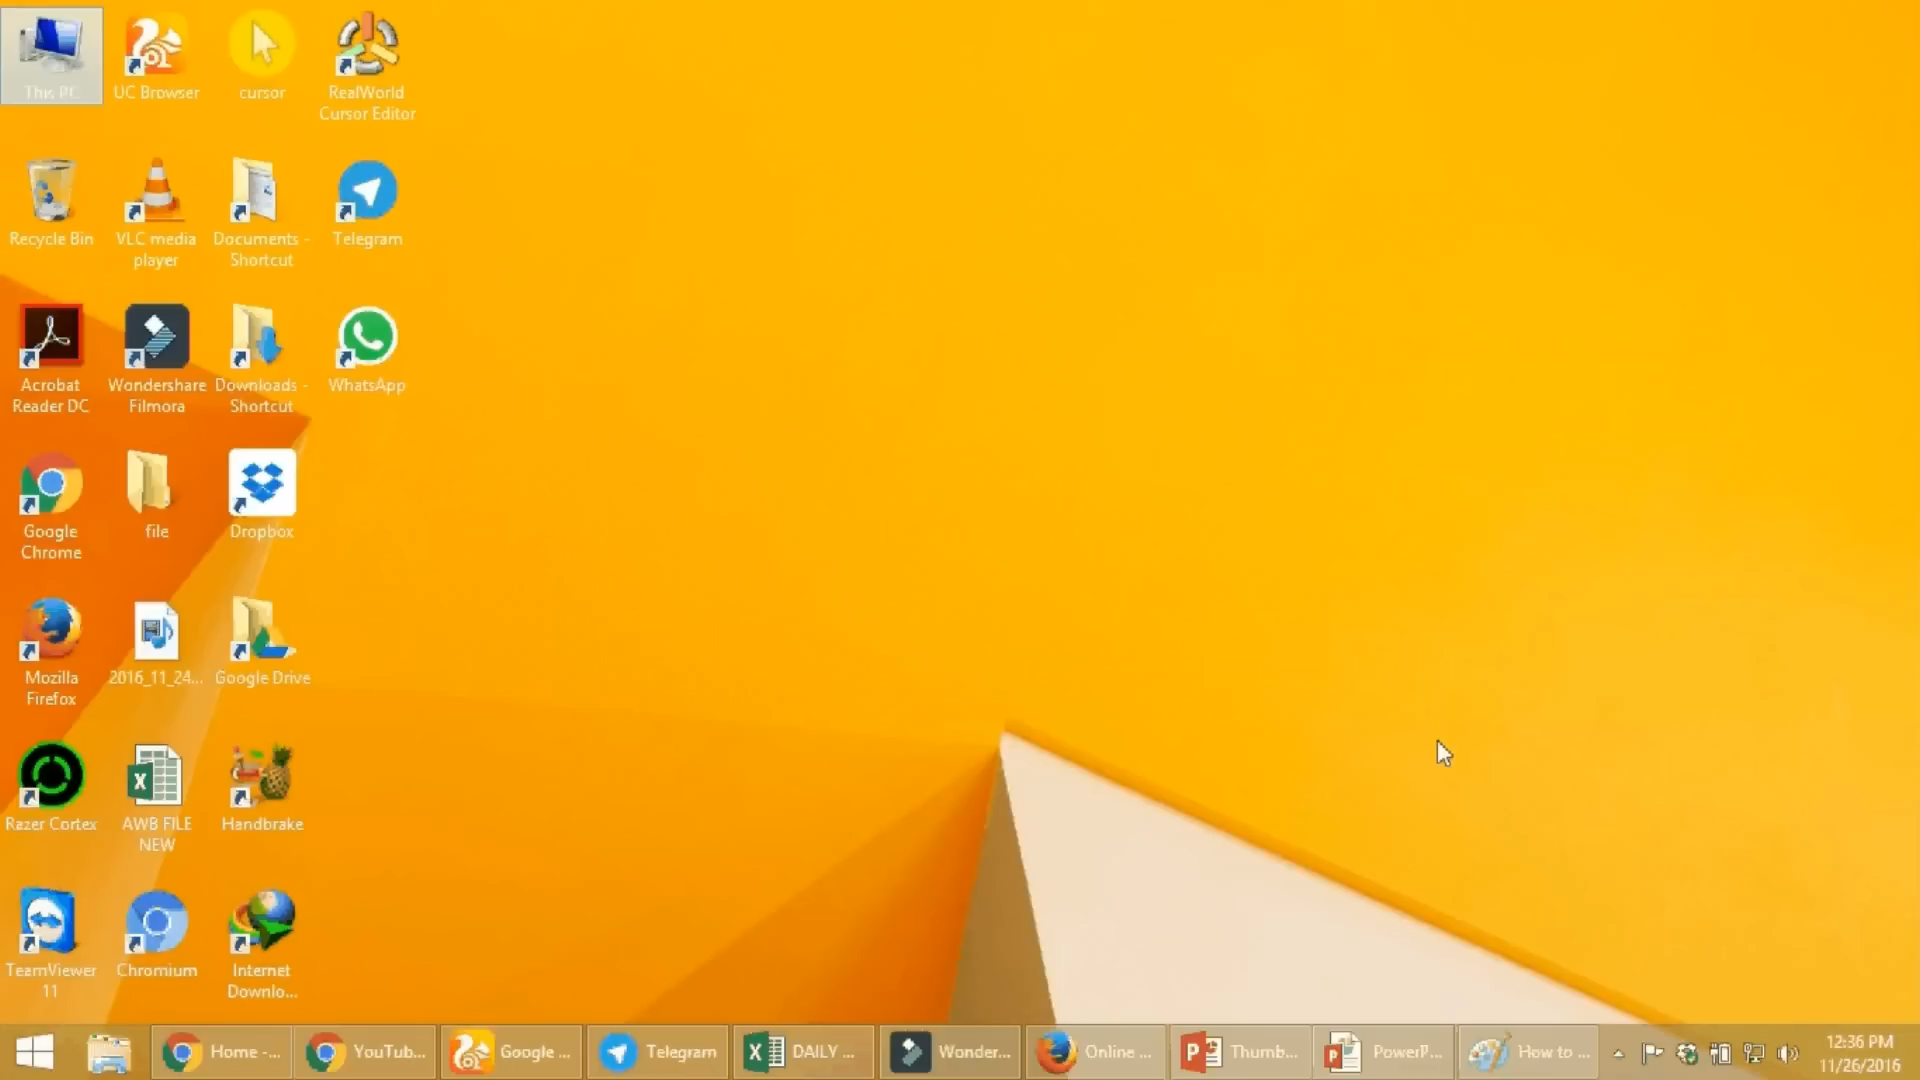 This PC
UC Browser
cursor
RealWorld
Cursor Editor
Recycle Bin
VLC media
player
Documents -
Shortcut
Telegram
Acrobat
Reader DC
Wondershare
Filmora
Downloads -
Shortcut
WhatsApp
Google
Chrome
file
Dropbox
Mozilla
Firefox
2016_11_24...
Google Drive
Razer Cortex
AWB FILE
NEW
Handbrake
TeamViewer
11
Chromium
Internet
Downlo...
Home -...
YouTub...
Google ...
Telegram
DAILY ...
Wonder...
Online ...
Thumb...
PowerP...
How to ...
12:36 PM
11/26/2016